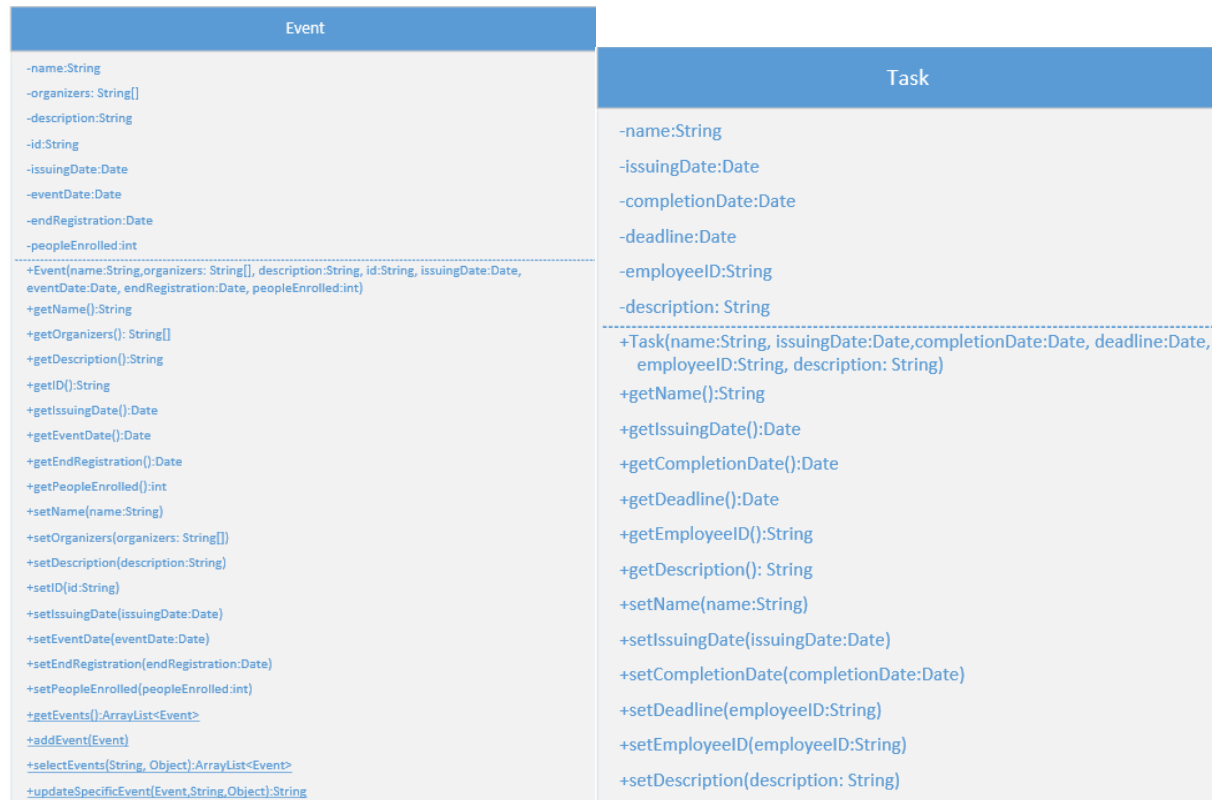 Event
-name:String
-organizers: String[]
-description:String
-id:String
-issuingDate:Date
-eventDate:Date
-endRegistration:Date
-peopleEnrolled:int
+Event(name:String,organizers: String[], description:String, id:String, issuingDate:Date,
eventDate:Date, endRegistration:Date, peopleEnrolled:int)
+getName():String
+getOrganizers(): String[]
+getDescription():String
+getID():String
+getIssuingDate():Date
+getEventDate():Date
+getEndRegistration():Date
+getPeopleEnrolled():int
+setName(name:String)
+setOrganizers(organizers: String[])
+setDescription(description:String)
+setID(id:String)
+setIssuingDate(issuingDate:Date)
+setEventDate(eventDate:Date)
+setEndRegistration(endRegistration:Date)
+setPeopleEnrolled(peopleEnrolled:int)
+getEvents():ArrayList<Event>
+addEvent(Event)
+selectEvents(String, Object):ArrayList<Event>
+updateSpecificEvent(Event,String,Object):String
Task
-name:String
-issuingDate:Date
-completionDate:Date
-deadline:Date
-employeeID:String
-description: String
+Task(name:String, issuingDate:Date,completionDate:Date, deadline:Date,
employeeID:String, description: String)
+getName():String
+getIssuingDate():Date
+getCompletionDate():Date
+getDeadline():Date
+getEmployeeID():String
+getDescription(): String
+setName(name:String)
+setIssuingDate(issuingDate:Date)
+setCompletionDate(completionDate:Date)
+setDeadline(employeeID:String)
+setEmployeeID(employeeID:String)
+setDescription(description: String)